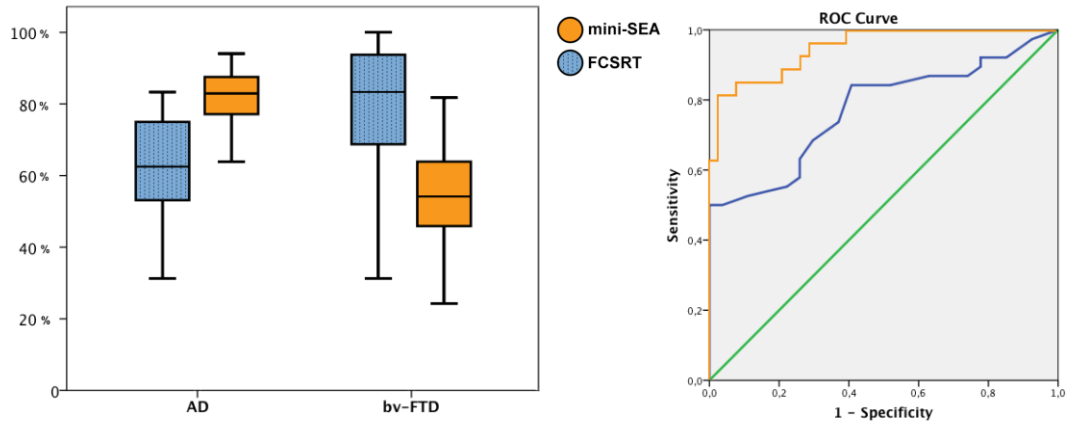 100 %
80 %
60 %
40 %
20 %
0
AD
bv-FTD
mini-SEA
FCSRT
ROC Curve
Sensitivity
1,0
0,8
0,6
0,4
0,2
0,0
0,0 0,2 0,4 0,6 0,8 1,0
1 - Specificity